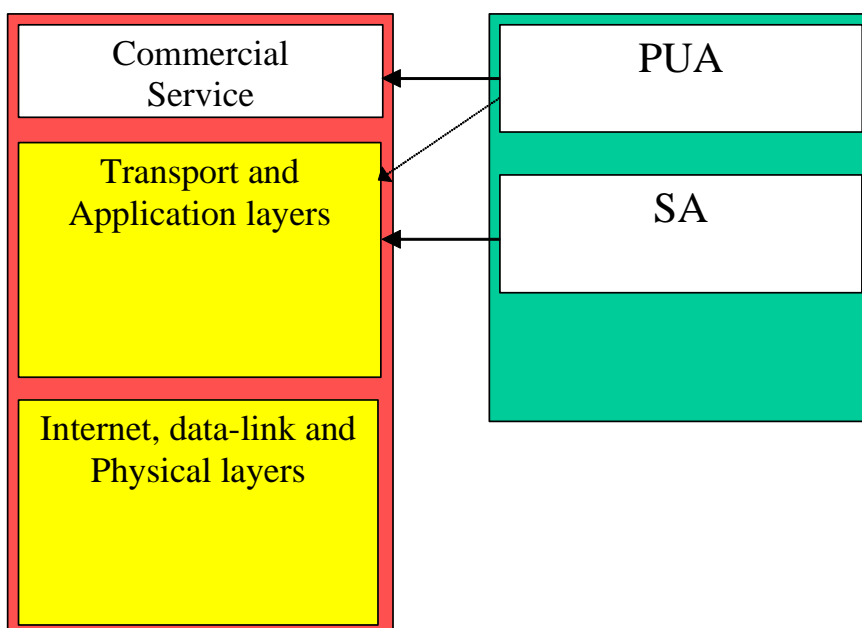 Commercial
Service
Transport and
Application layers
Internet, data-link and
Physical layers
PUA
SA